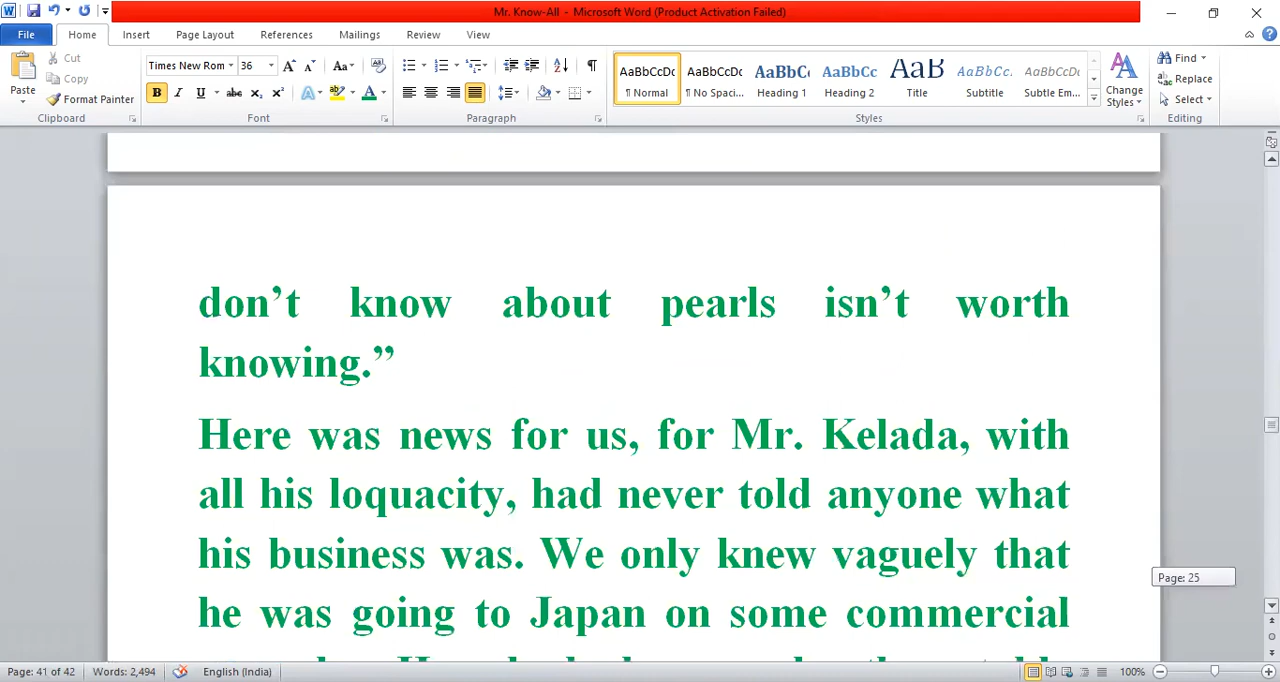 Mr. Know-All - Microsoft Word (Product Activation Failed)
File Home Insert Page Layout References Mailings Review View
Cut
Copy
Format Painter
Paste
Clipboard
Times New Rom 36
Font
Paragraph
AaBbCcDc AaBbCcDc AaBbC AaBbCc AaB AaBbCc. AaBbCcDc
¶ Normal ¶ No Spaci... Heading 1 Heading 2 Title Subtitle Subtle Em...
Change
Styles
Styles
Find
Replace
Select
Editing
don’t know about pearls isn’t worth
knowing.”
Here was news for us, for Mr. Kelada, with
all his loquacity, had never told anyone what
his business was. We only knew vaguely that
he was going to Japan on some commercial
Page: 25
Page: 41 of 42 Words: 2,494 English (India) 100%